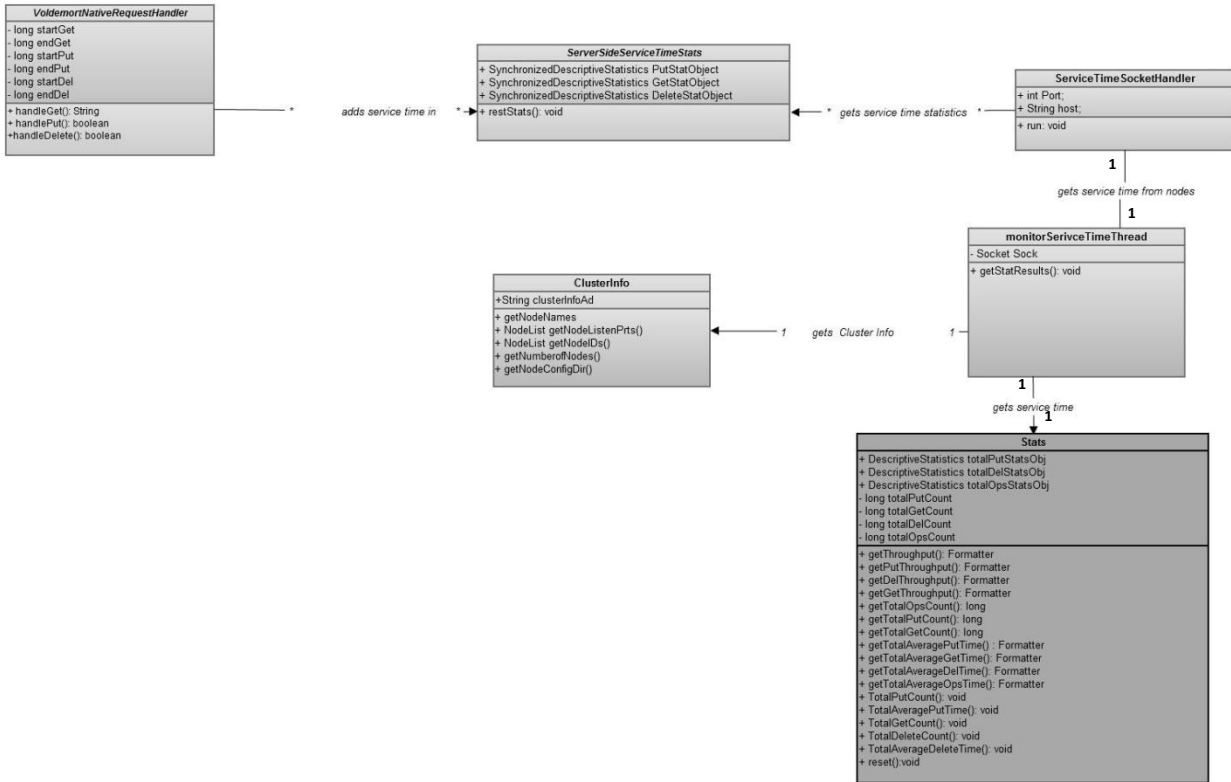 VoldemortNativeRequestHandler
- long startGet
- long endGet
- long startPut
- long endPut
- long startDel
- long endDel
+ handleGet(): String
+ handlePut(): boolean
+handleDelete(): boolean
* adds service time in *
ServerSideServiceTimeStats
+ SynchronizedDescriptiveStatistics PutStatObject
+ SynchronizedDescriptiveStatistics GetStatObject
+ SynchronizedDescriptiveStatistics DeleteStatObject
+ restStats(): void
* gets service time statistics *
ServiceTimeSocketHandler
+ int Port;
+ String host;
+ run: void
1
gets service time from nodes
1
monitorSerivceTimeThread
- Socket Sock
+ getStatResults(): void
ClusterInfo
+String clusterInfoAd
+ getNodeNames
+ NodeList getNodeListenPrts()
+ NodeList getNodeIDs()
+ getNumberofNodes()
+ getNodeConfigDir()
1 gets Cluster Info 1
1
gets service time
1
Stats
+ DescriptiveStatistics totalPutStatsObj
+ DescriptiveStatistics totalDelStatsObj
+ DescriptiveStatistics totalOpsStatsObj
- long totalPutCount
- long totalGetCount
- long totalDelCount
- long totalOpsCount
+ getThroughput(): Formatter
+ getPutThroughput(): Formatter
+ getDelThroughput(): Formatter
+ getGetThroughput(): Formatter
+ getTotalOpsCount(): long
+ getTotalPutCount(): long
+ getTotalGetCount(): long
+ getTotalAveragePutTime() : Formatter
+ getTotalAverageGetTime(): Formatter
+ getTotalAverageDelTime(): Formatter
+ getTotalAverageOpsTime(): Formatter
+ TotalPutCount(): void
+ TotalAveragePutTime(): void
+ TotalGetCount(): void
+ TotalDeleteCount(): void
+ TotalAverageDeleteTime(): void
+ reset():void